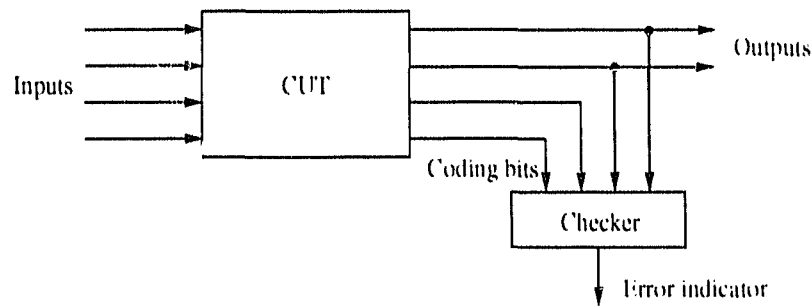 Outputs
Inputs
CUT
Coding bits
Checker
Error indicator